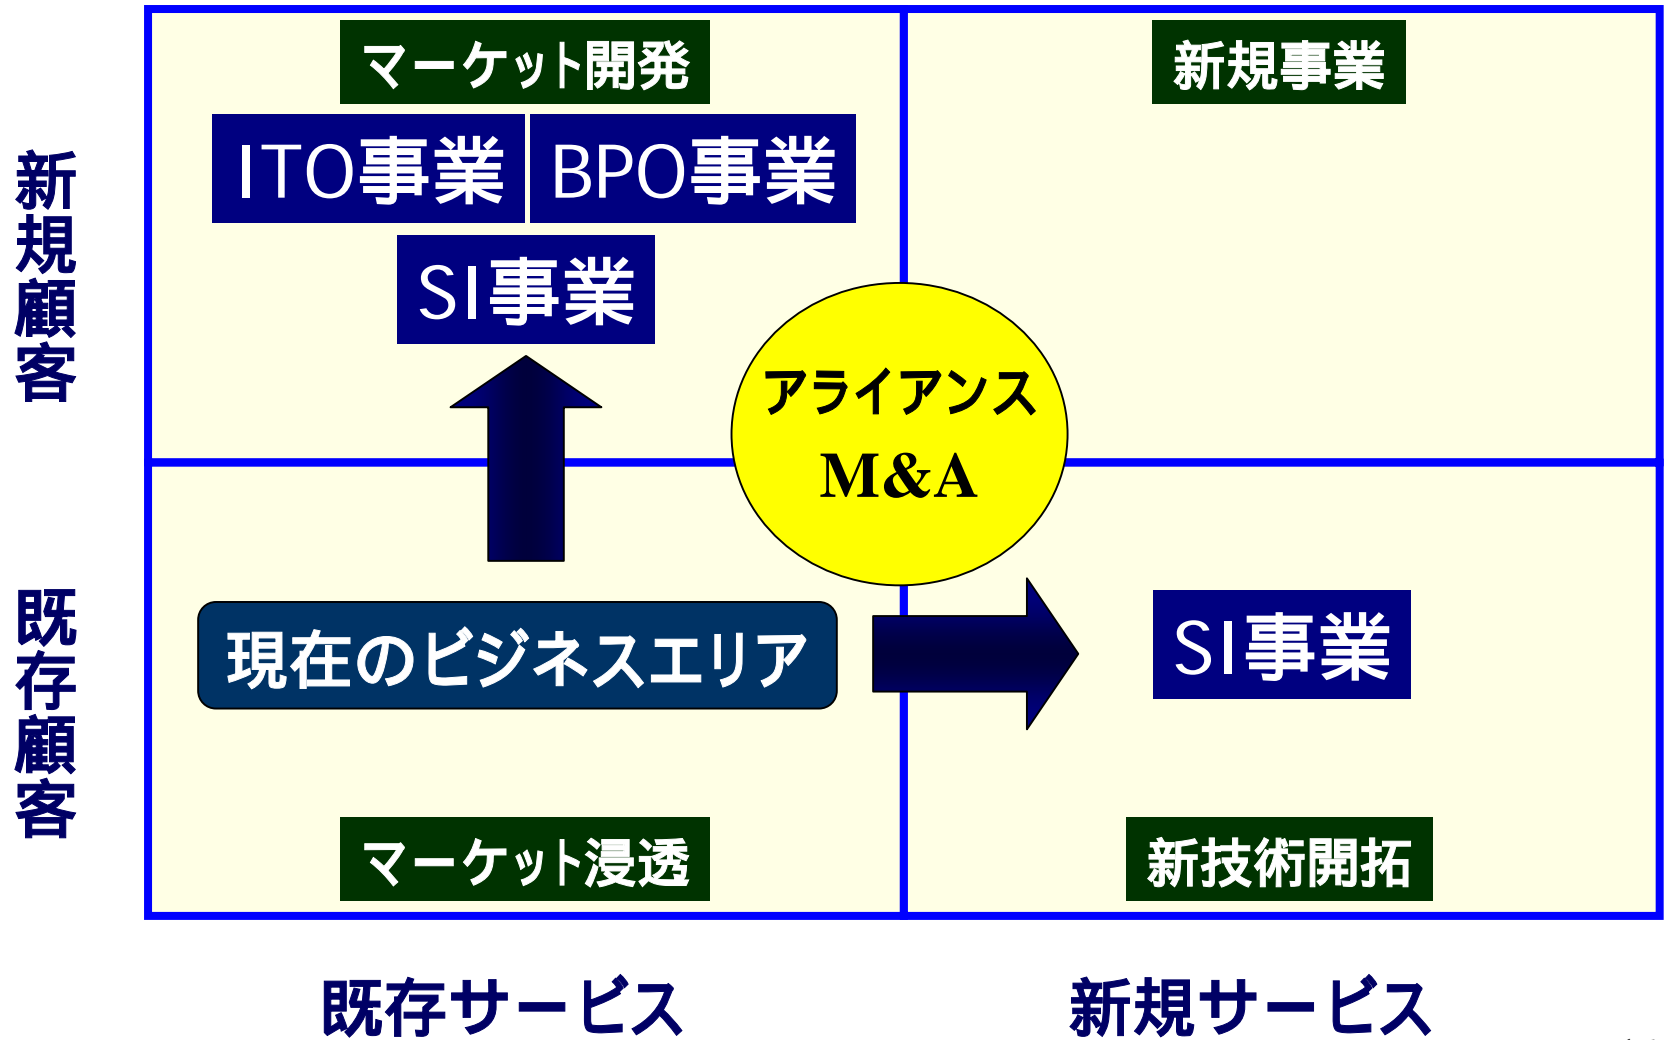 マーケット開発
新規事業
ITO事業
BPO事業
SI事業
新規顧客
アライアンス
M&A
既存顧客
現在のビジネスエリア
SI事業
マーケット浸透
新技術開拓
既存サービス
新規サービス